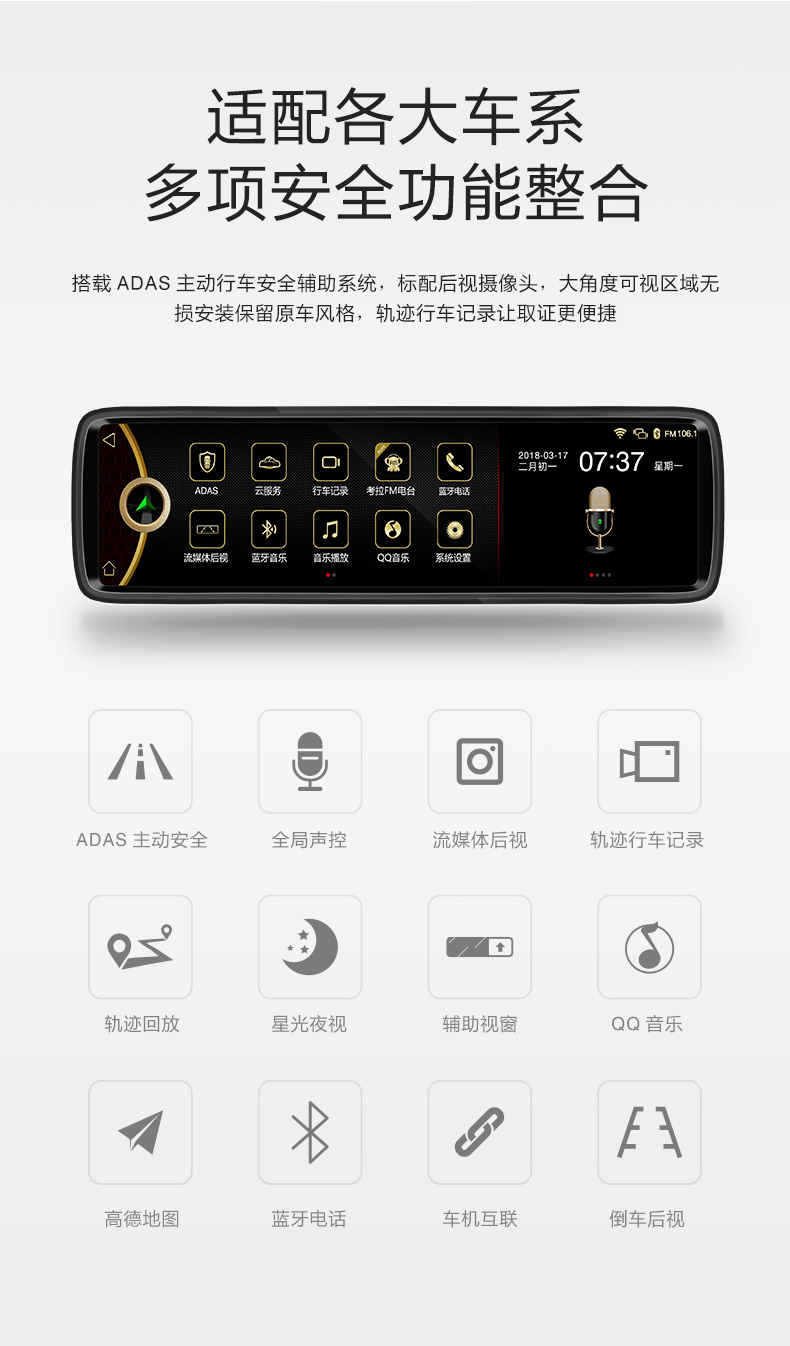 适配各大车系
多项安全功能整合
搭载 ADAS 主动行车安全辅助系统，标配后视摄像头，大角度可视区域无
损安装保留原车风格，轨迹行车记录让取证更便捷
FM106.1
2018-03-17
二月初一
07:37
星期一
ADAS 云服务 行车记录 考拉FM电台 蓝牙电话
流媒体后视 蓝牙音乐 音乐播放 QQ音乐 系统设置
ADAS 主动安全 全局声控 流媒体后视 轨迹行车记录
轨迹回放 星光夜视 辅助视窗 QQ 音乐
高德地图 蓝牙电话 车机互联 倒车后视